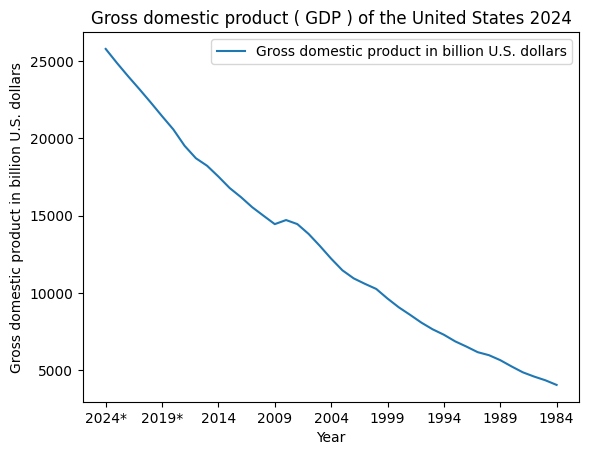 Gross domestic product ( GDP ) of the United States 2024
Gross domestic product in billion U.S. dollars
Gross domestic product in billion U.S. dollars
25000
20000
15000
10000
5000
2024* 2019* 2014 2009 2004 1999 1994 1989 1984
Year